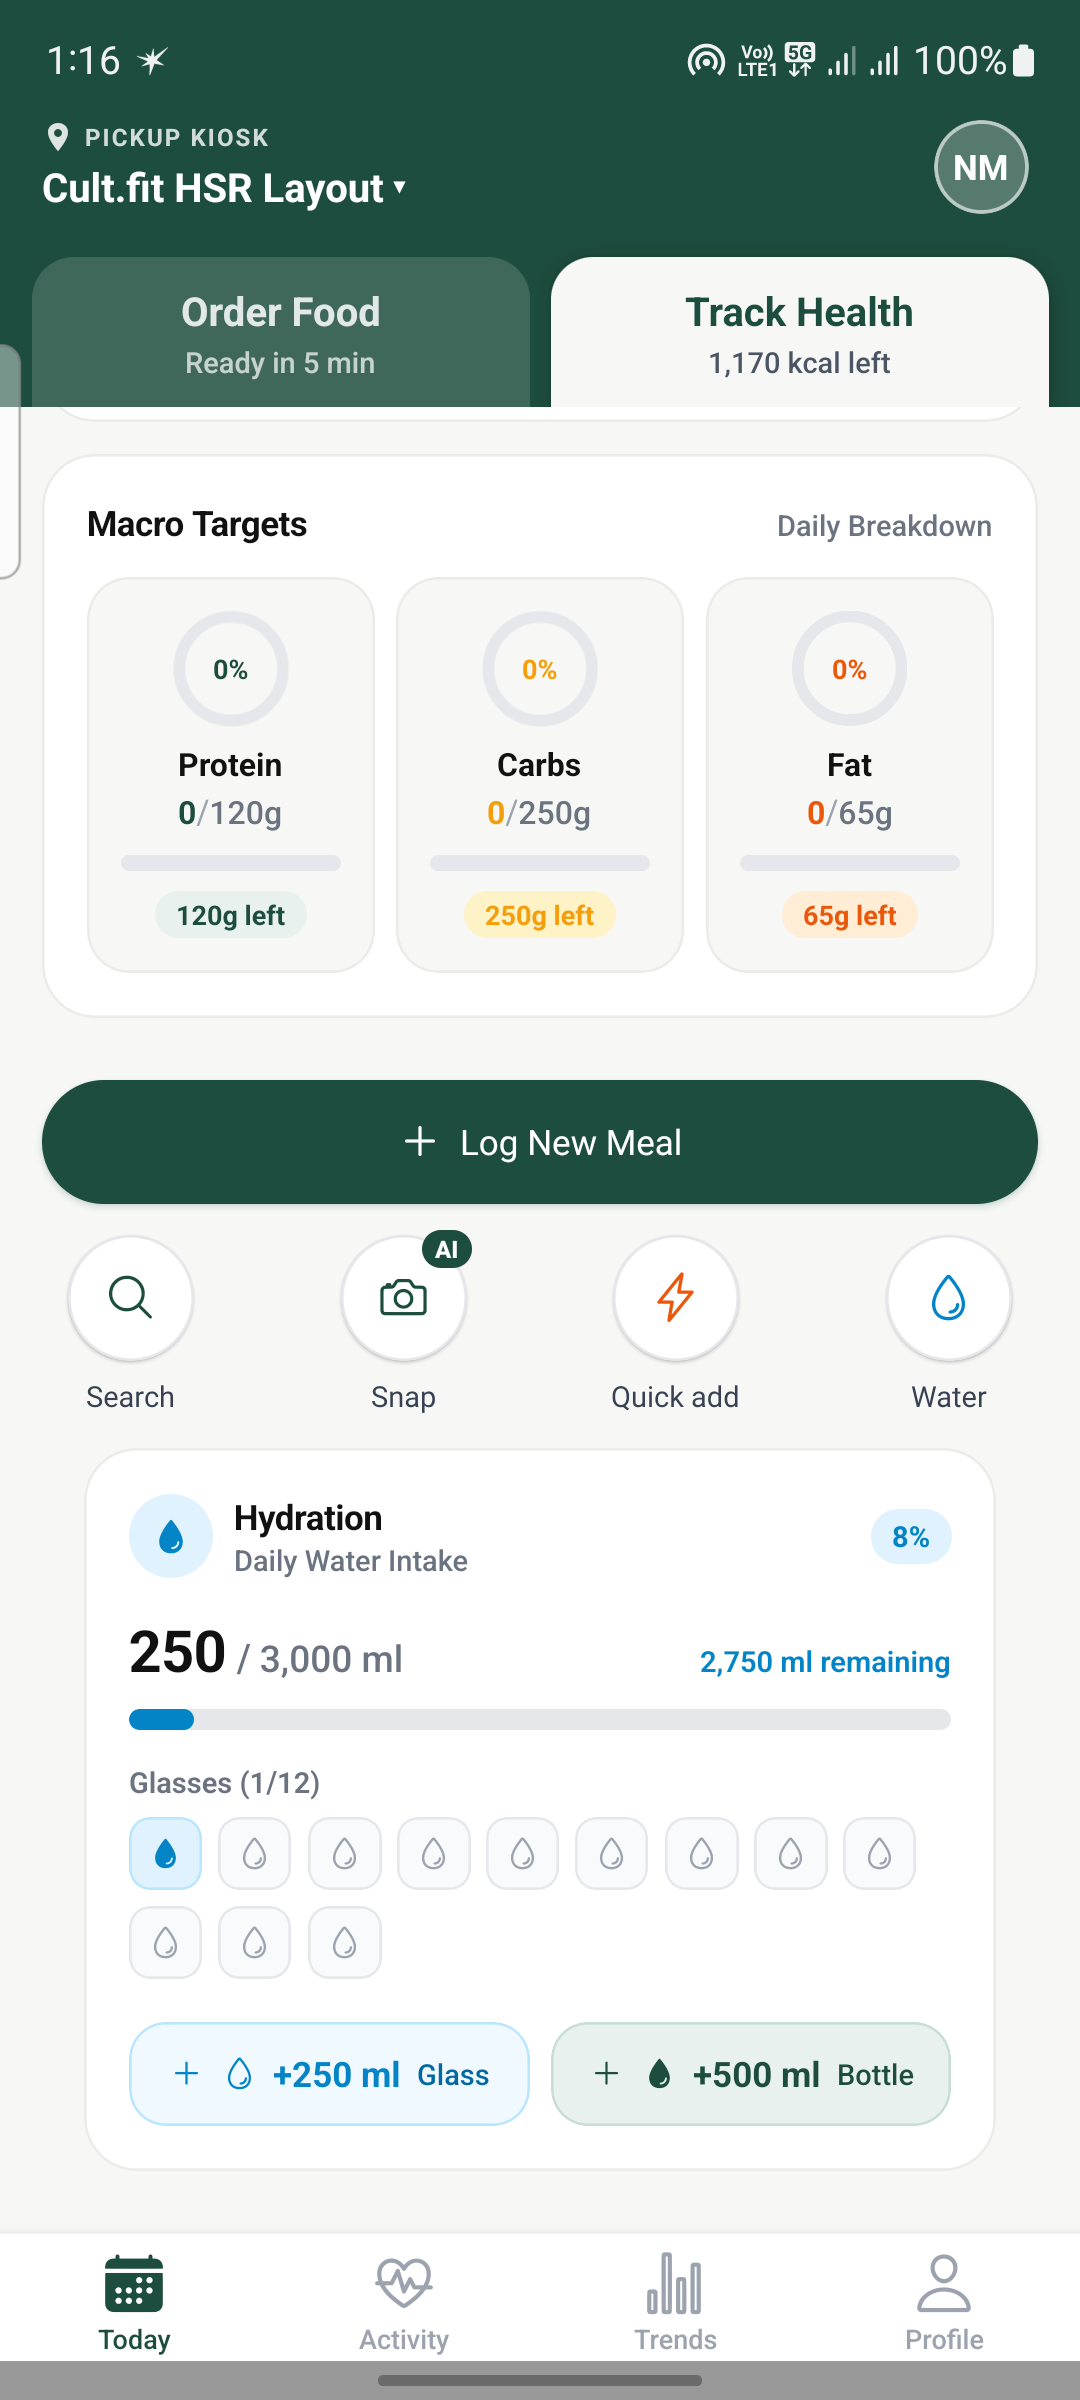 1:16
Vo)) LTE1 5G 100%
PICKUP KIOSK
Cult.fit HSR Layout
NM
Order Food
Ready in 5 min
Track Health
1,170 kcal left
Macro Targets
Daily Breakdown
0% 0% 0%
Protein Carbs Fat
0/120g 0/250g 0/65g
120g left 250g left 65g left
+ Log New Meal
AI
Search Snap Quick add Water
Hydration
Daily Water Intake
8%
250 / 3,000 ml
2,750 ml remaining
Glasses (1/12)
+ +250 ml Glass
+ +500 ml Bottle
Today Activity Trends Profile